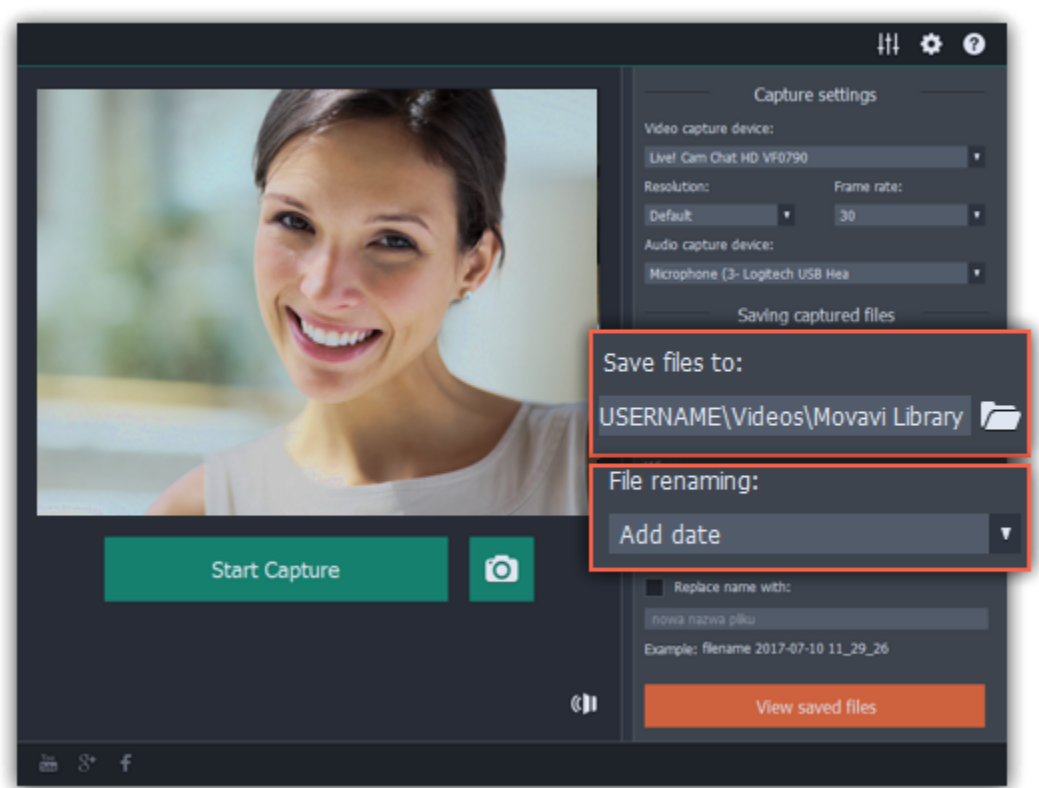 Capture settings
Video capture device:
Live! Cam Chat HD VF0790
Resolution: Frame rate:
Default 30
Audio capture device:
Microphone (3- Logitech USB Hea
Saving captured files
Save files to:
USERNAME\Videos\Movavi Library
File renaming:
Add date
Start Capture
Replace name with:
nowa nazwa pliku
Example: filename 2017-07-10 11_29_26
View saved files